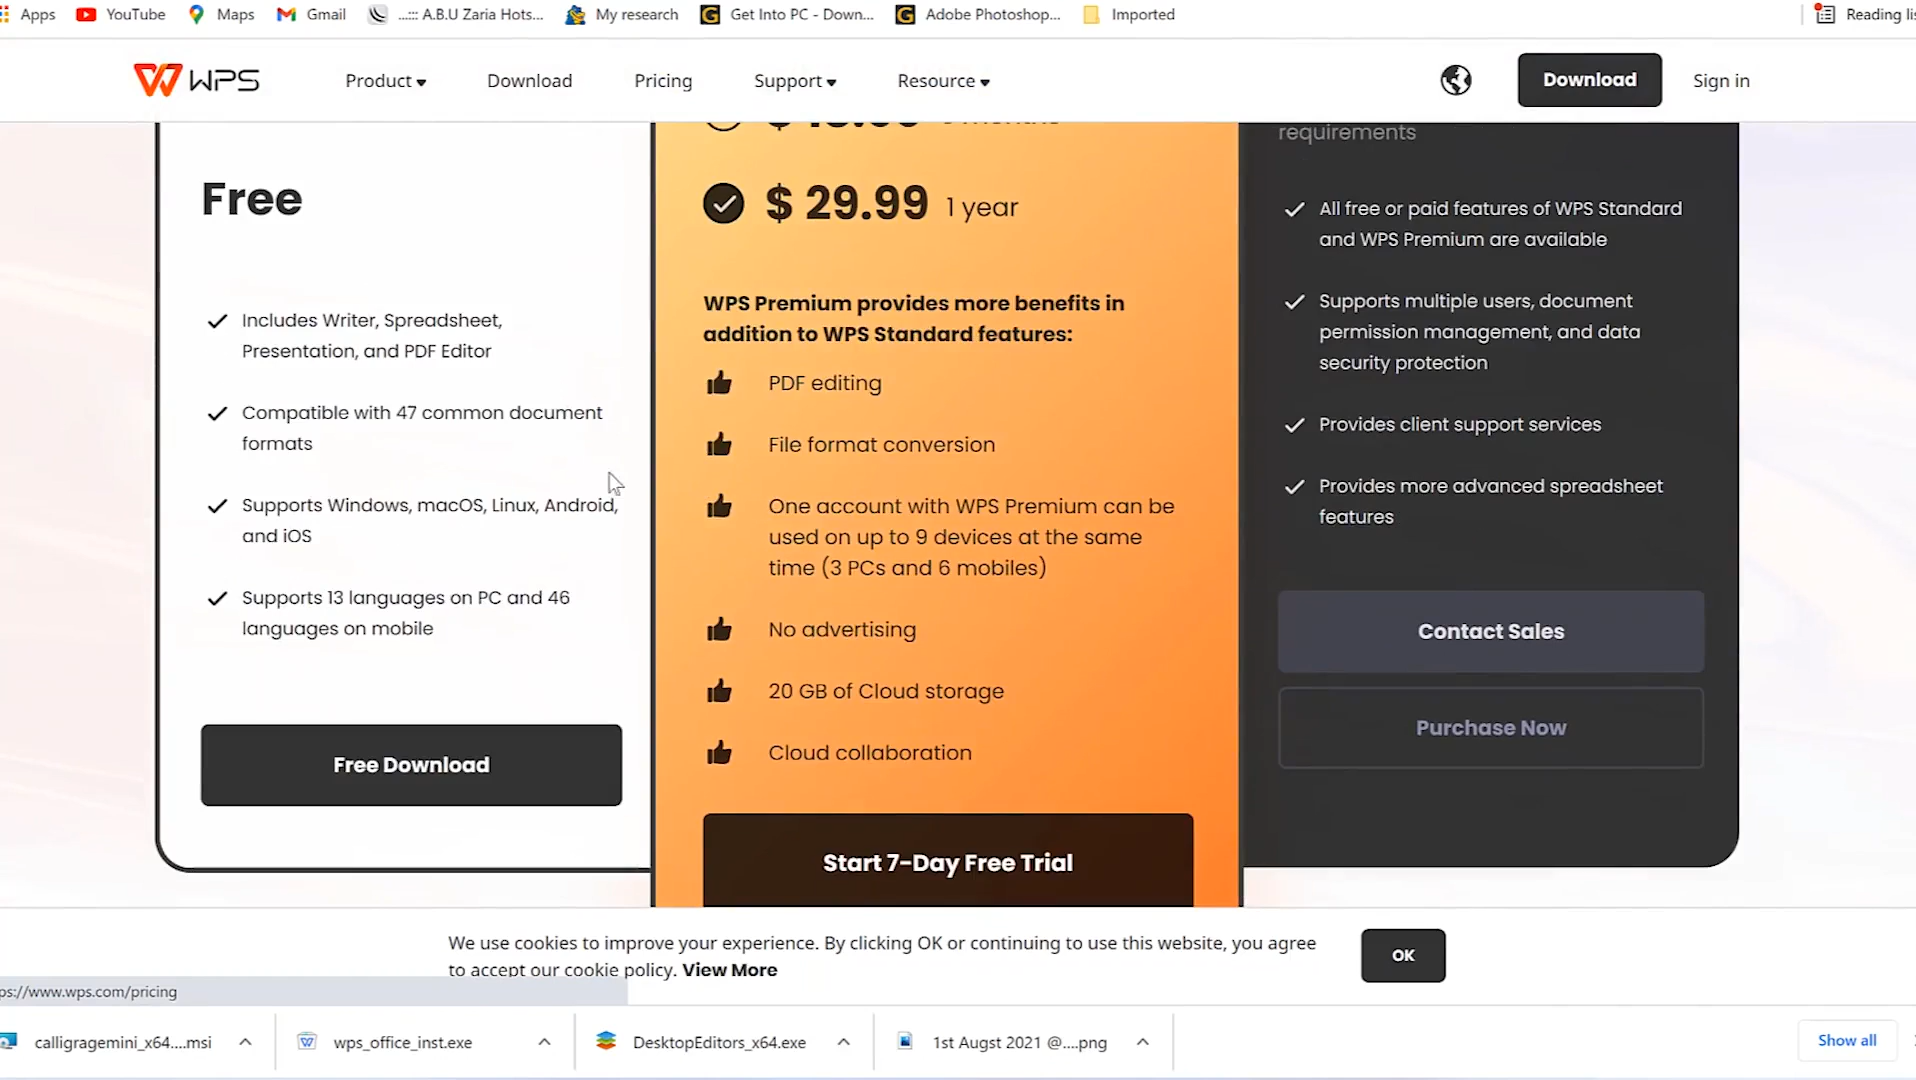 Apps
YouTube
Maps
Gmail
...::: A.B.U Zaria Hots...
My research
Get Into PC - Down...
Adobe Photoshop...
Imported
Reading lis
WPS
Product
Download
Pricing
Support
Resource
Download
Sign in
Free
Includes Writer, Spreadsheet,
Presentation, and PDF Editor
Compatible with 47 common document
formats
Supports Windows, macOS, Linux, Android,
and iOS
Supports 13 languages on PC and 46
languages on mobile
Free Download
$ 29.99 1 year
WPS Premium provides more benefits in
addition to WPS Standard features:
PDF editing
File format conversion
One account with WPS Premium can be
used on up to 9 devices at the same
time (3 PCs and 6 mobiles)
No advertising
20 GB of Cloud storage
Cloud collaboration
Start 7-Day Free Trial
requirements
All free or paid features of WPS Standard
and WPS Premium are available
Supports multiple users, document
permission management, and data
security protection
Provides client support services
Provides more advanced spreadsheet
features
Contact Sales
Purchase Now
We use cookies to improve your experience. By clicking OK or continuing to use this website, you agree
to accept our cookie policy. View More
OK
ps://www.wps.com/pricing
calligragemini_x64....msi
wps_office_inst.exe
DesktopEditors_x64.exe
1st Augst 2021 @....png
Show all